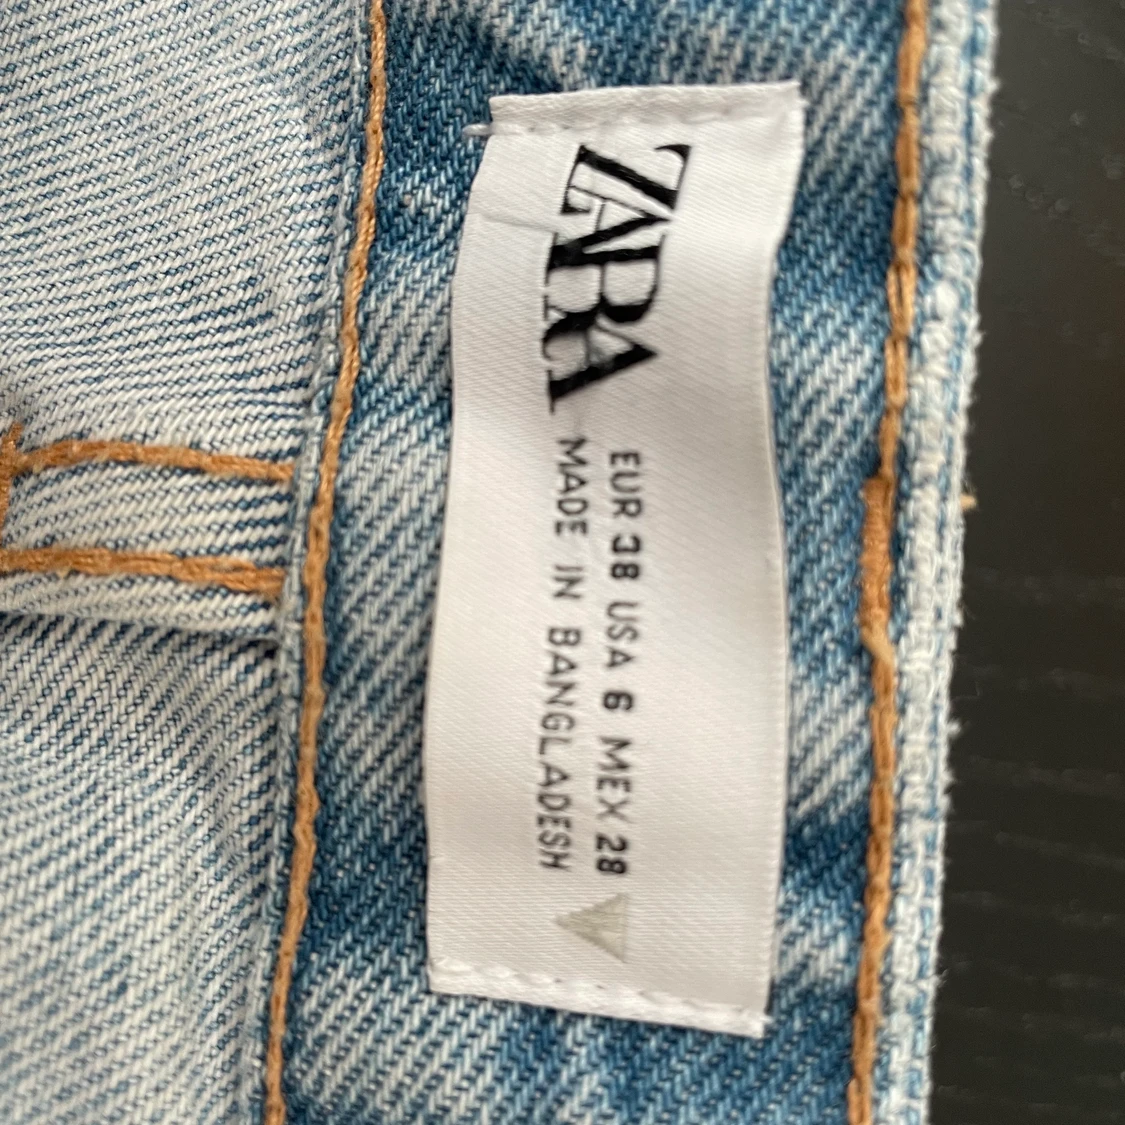 ZARA
EUR 38 USA 6 MEX 28
MADE IN BANGLADESH